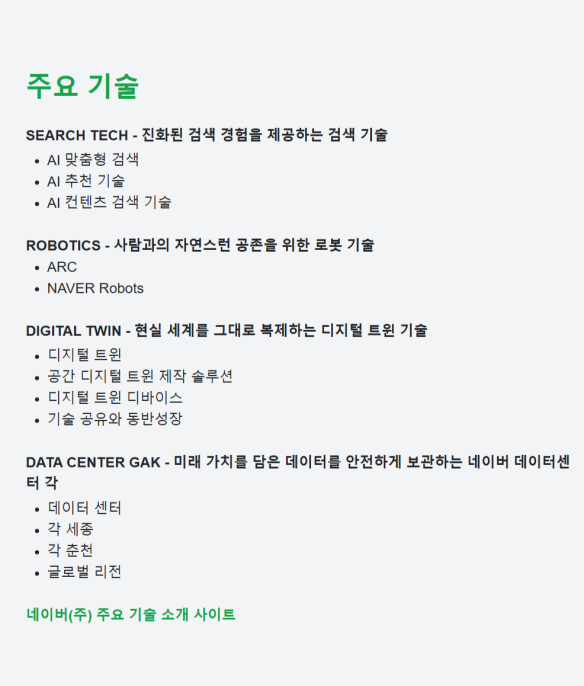 주요 기술
SEARCH TECH - 진화된 검색 경험을 제공하는 검색 기술
• AI 맞춤형 검색
• AI 추천 기술
• AI 컨텐츠 검색 기술
ROBOTICS - 사람과의 자연스런 공존을 위한 로봇 기술
• ARC
• NAVER Robots
DIGITAL TWIN - 현실 세계를 그대로 복제하는 디지털 트윈 기술
• 디지털 트윈
• 공간 디지털 트윈 제작 솔루션
• 디지털 트윈 디바이스
• 기술 공유와 동반성장
DATA CENTER GAK - 미래 가치를 담은 데이터를 안전하게 보관하는 네이버 데이터센
터 각
• 데이터 센터
• 각 세종
• 각 춘천
• 글로벌 리전
네이버(주) 주요 기술 소개 사이트